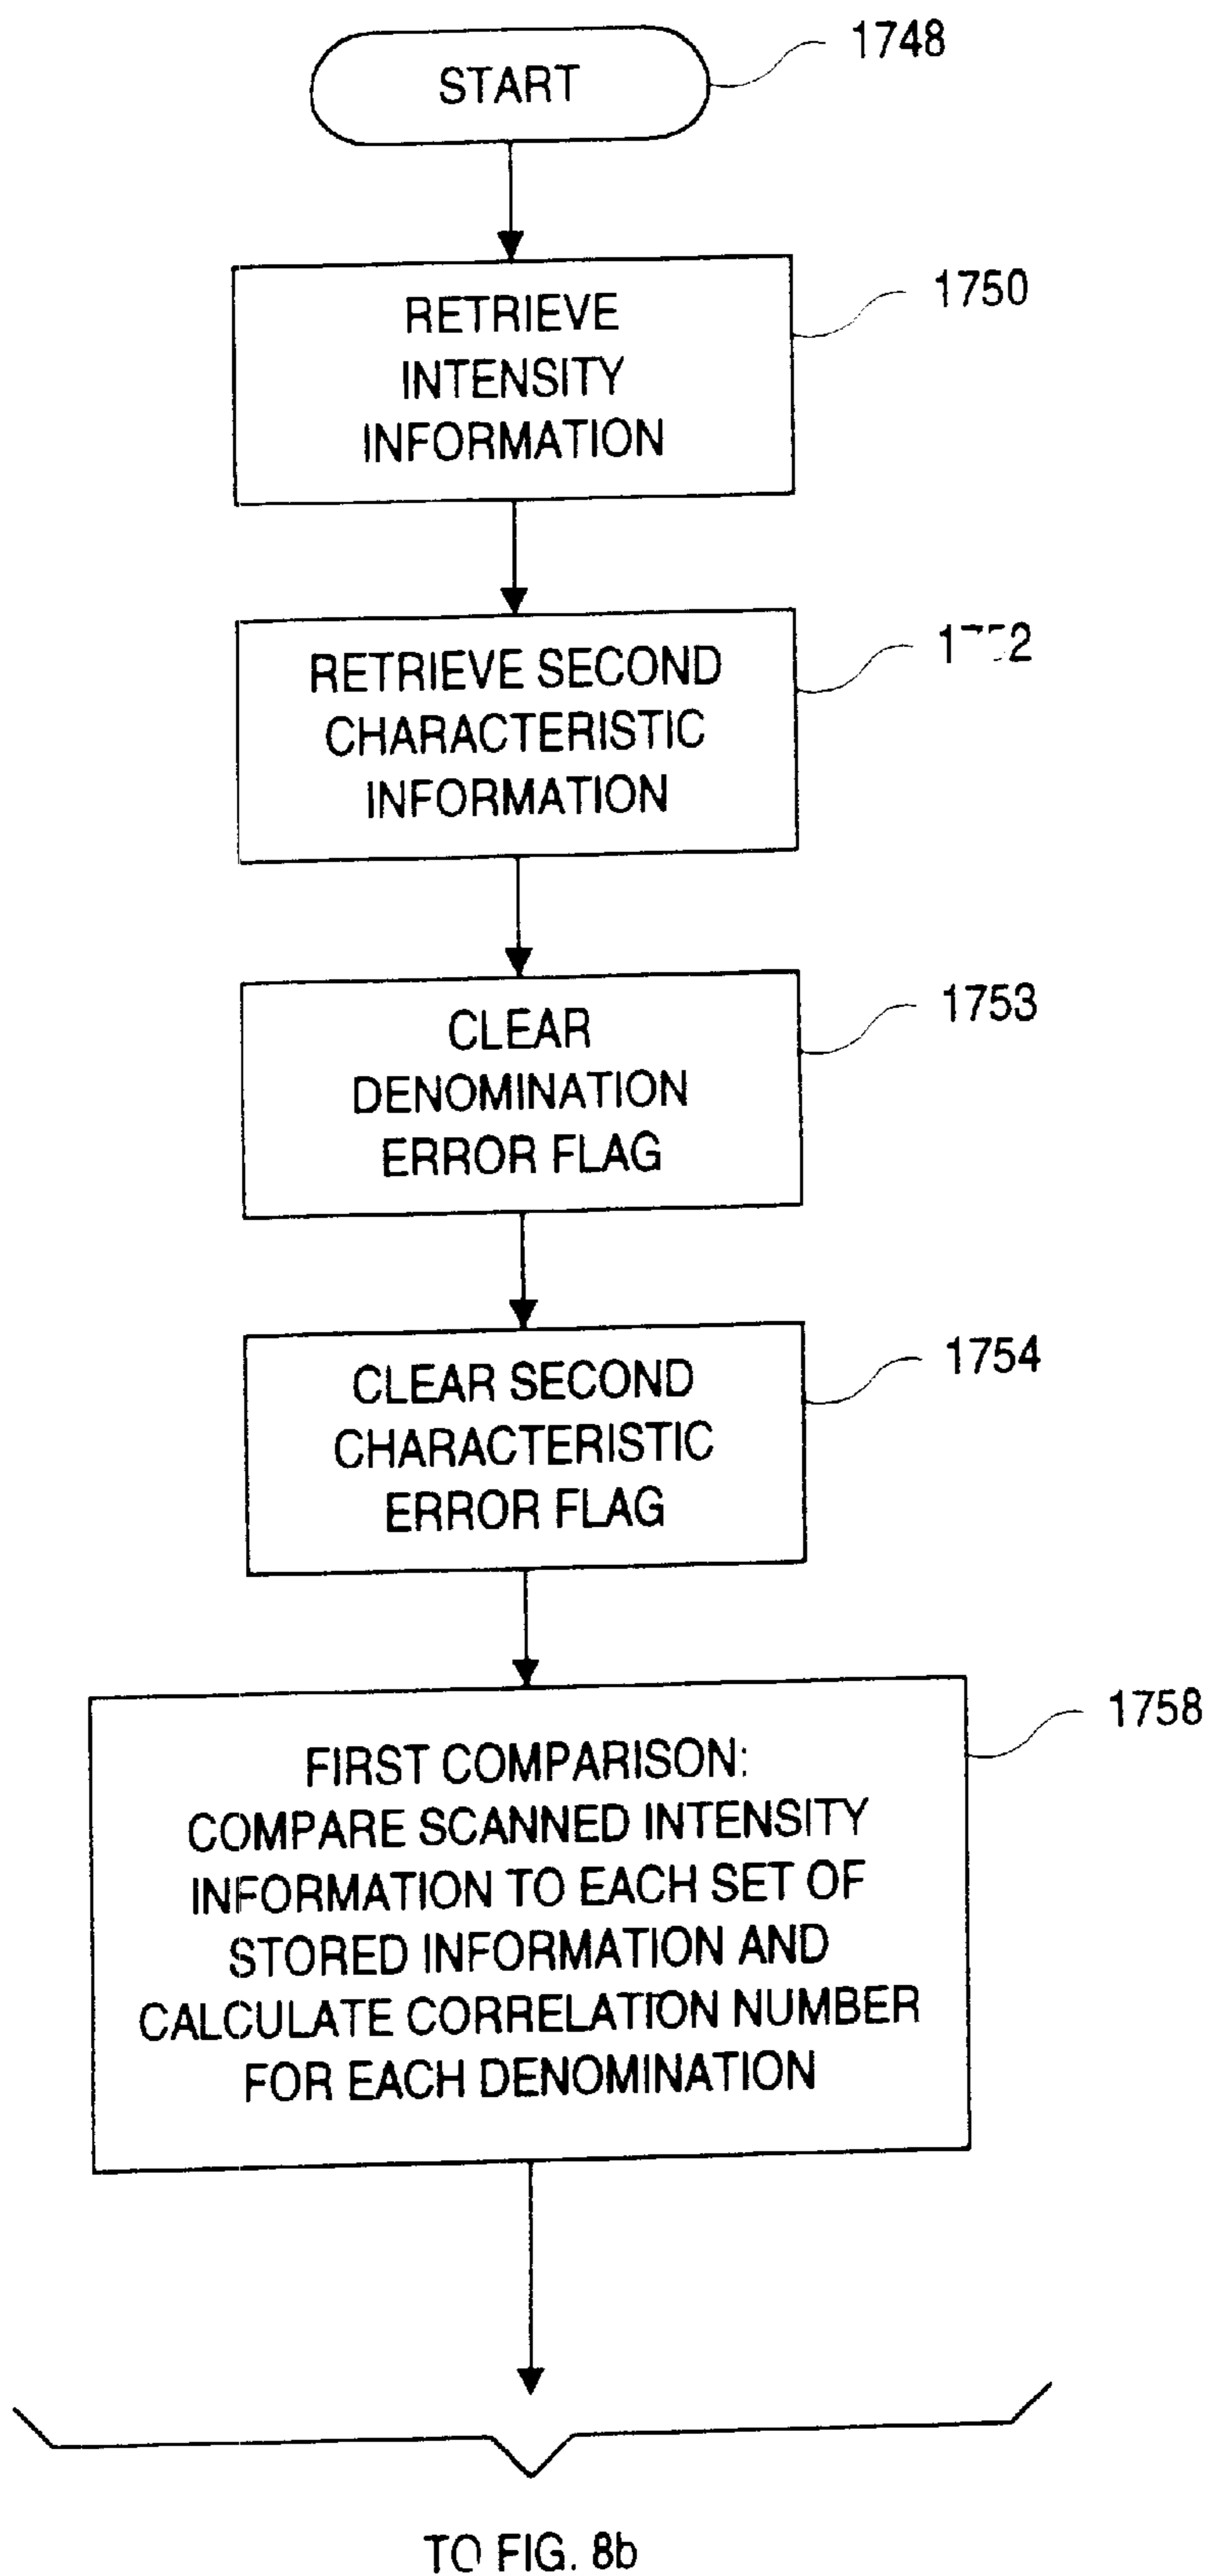 START
1748
RETRIEVE
INTENSITY
INFORMATION
1750
RETRIEVE SECOND
CHARACTERISTIC
INFORMATION
1752
CLEAR
DENOMINATION
ERROR FLAG
1753
CLEAR SECOND
CHARACTERISTIC
ERROR FLAG
1754
FIRST COMPARISON:
COMPARE SCANNED INTENSITY
INFORMATION TO EACH SET OF
STORED INFORMATION AND
CALCULATE CORRELATION NUMBER
FOR EACH DENOMINATION
1758
TO FIG. 8b